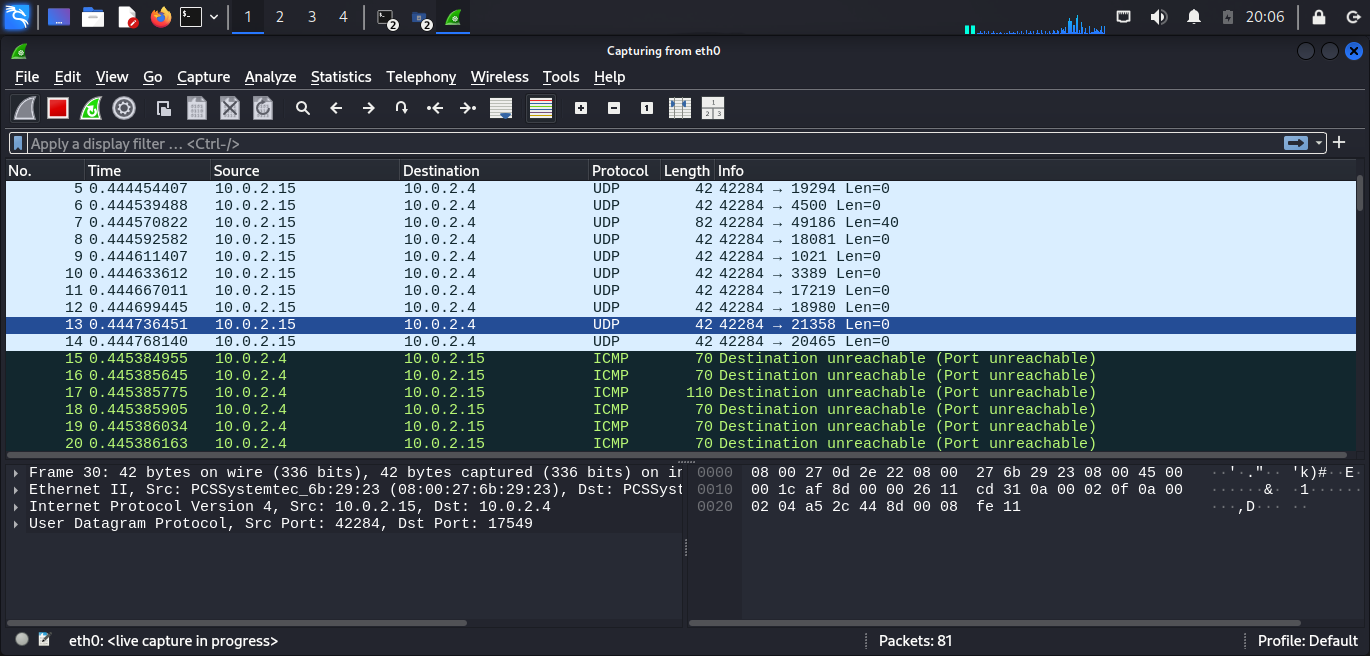 1 2 3 4 2 2 20:06
Capturing from eth0
File Edit View Go Capture Analyze Statistics Telephony Wireless Tools Help
Apply a display filter … <Ctrl-/>
No. Time Source Destination Protocol Length Info
5 0.444454407 10.0.2.15 10.0.2.4 UDP 42 42284 → 19294 Len=0
6 0.444539488 10.0.2.15 10.0.2.4 UDP 42 42284 → 4500 Len=0
7 0.444570822 10.0.2.15 10.0.2.4 UDP 82 42284 → 49186 Len=40
8 0.444592582 10.0.2.15 10.0.2.4 UDP 42 42284 → 18081 Len=0
9 0.444611407 10.0.2.15 10.0.2.4 UDP 42 42284 → 1021 Len=0
10 0.444633612 10.0.2.15 10.0.2.4 UDP 42 42284 → 3389 Len=0
11 0.444667011 10.0.2.15 10.0.2.4 UDP 42 42284 → 17219 Len=0
12 0.444699445 10.0.2.15 10.0.2.4 UDP 42 42284 → 18980 Len=0
13 0.444736451 10.0.2.15 10.0.2.4 UDP 42 42284 → 21358 Len=0
14 0.444768140 10.0.2.15 10.0.2.4 UDP 42 42284 → 20465 Len=0
15 0.445384955 10.0.2.4 10.0.2.15 ICMP 70 Destination unreachable (Port unreachable)
16 0.445385645 10.0.2.4 10.0.2.15 ICMP 70 Destination unreachable (Port unreachable)
17 0.445385775 10.0.2.4 10.0.2.15 ICMP 110 Destination unreachable (Port unreachable)
18 0.445385905 10.0.2.4 10.0.2.15 ICMP 70 Destination unreachable (Port unreachable)
19 0.445386034 10.0.2.4 10.0.2.15 ICMP 70 Destination unreachable (Port unreachable)
20 0.445386163 10.0.2.4 10.0.2.15 ICMP 70 Destination unreachable (Port unreachable)
Frame 30: 42 bytes on wire (336 bits), 42 bytes captured (336 bits) on in
Ethernet II, Src: PCSSystemtec_6b:29:23 (08:00:27:6b:29:23), Dst: PCSSyst
Internet Protocol Version 4, Src: 10.0.2.15, Dst: 10.0.2.4
User Datagram Protocol, Src Port: 42284, Dst Port: 17549
0000 08 00 27 0d 2e 22 08 00 27 6b 29 23 08 00 45 00 ··'·."·· 'k)#··E·
0010 00 1c af 8d 00 00 26 11 cd 31 0a 00 02 0f 0a 00 ······&· ·1······
0020 02 04 a5 2c 44 8d 00 08 fe 11 ···,D··· ··
eth0: <live capture in progress> Packets: 81 Profile: Default